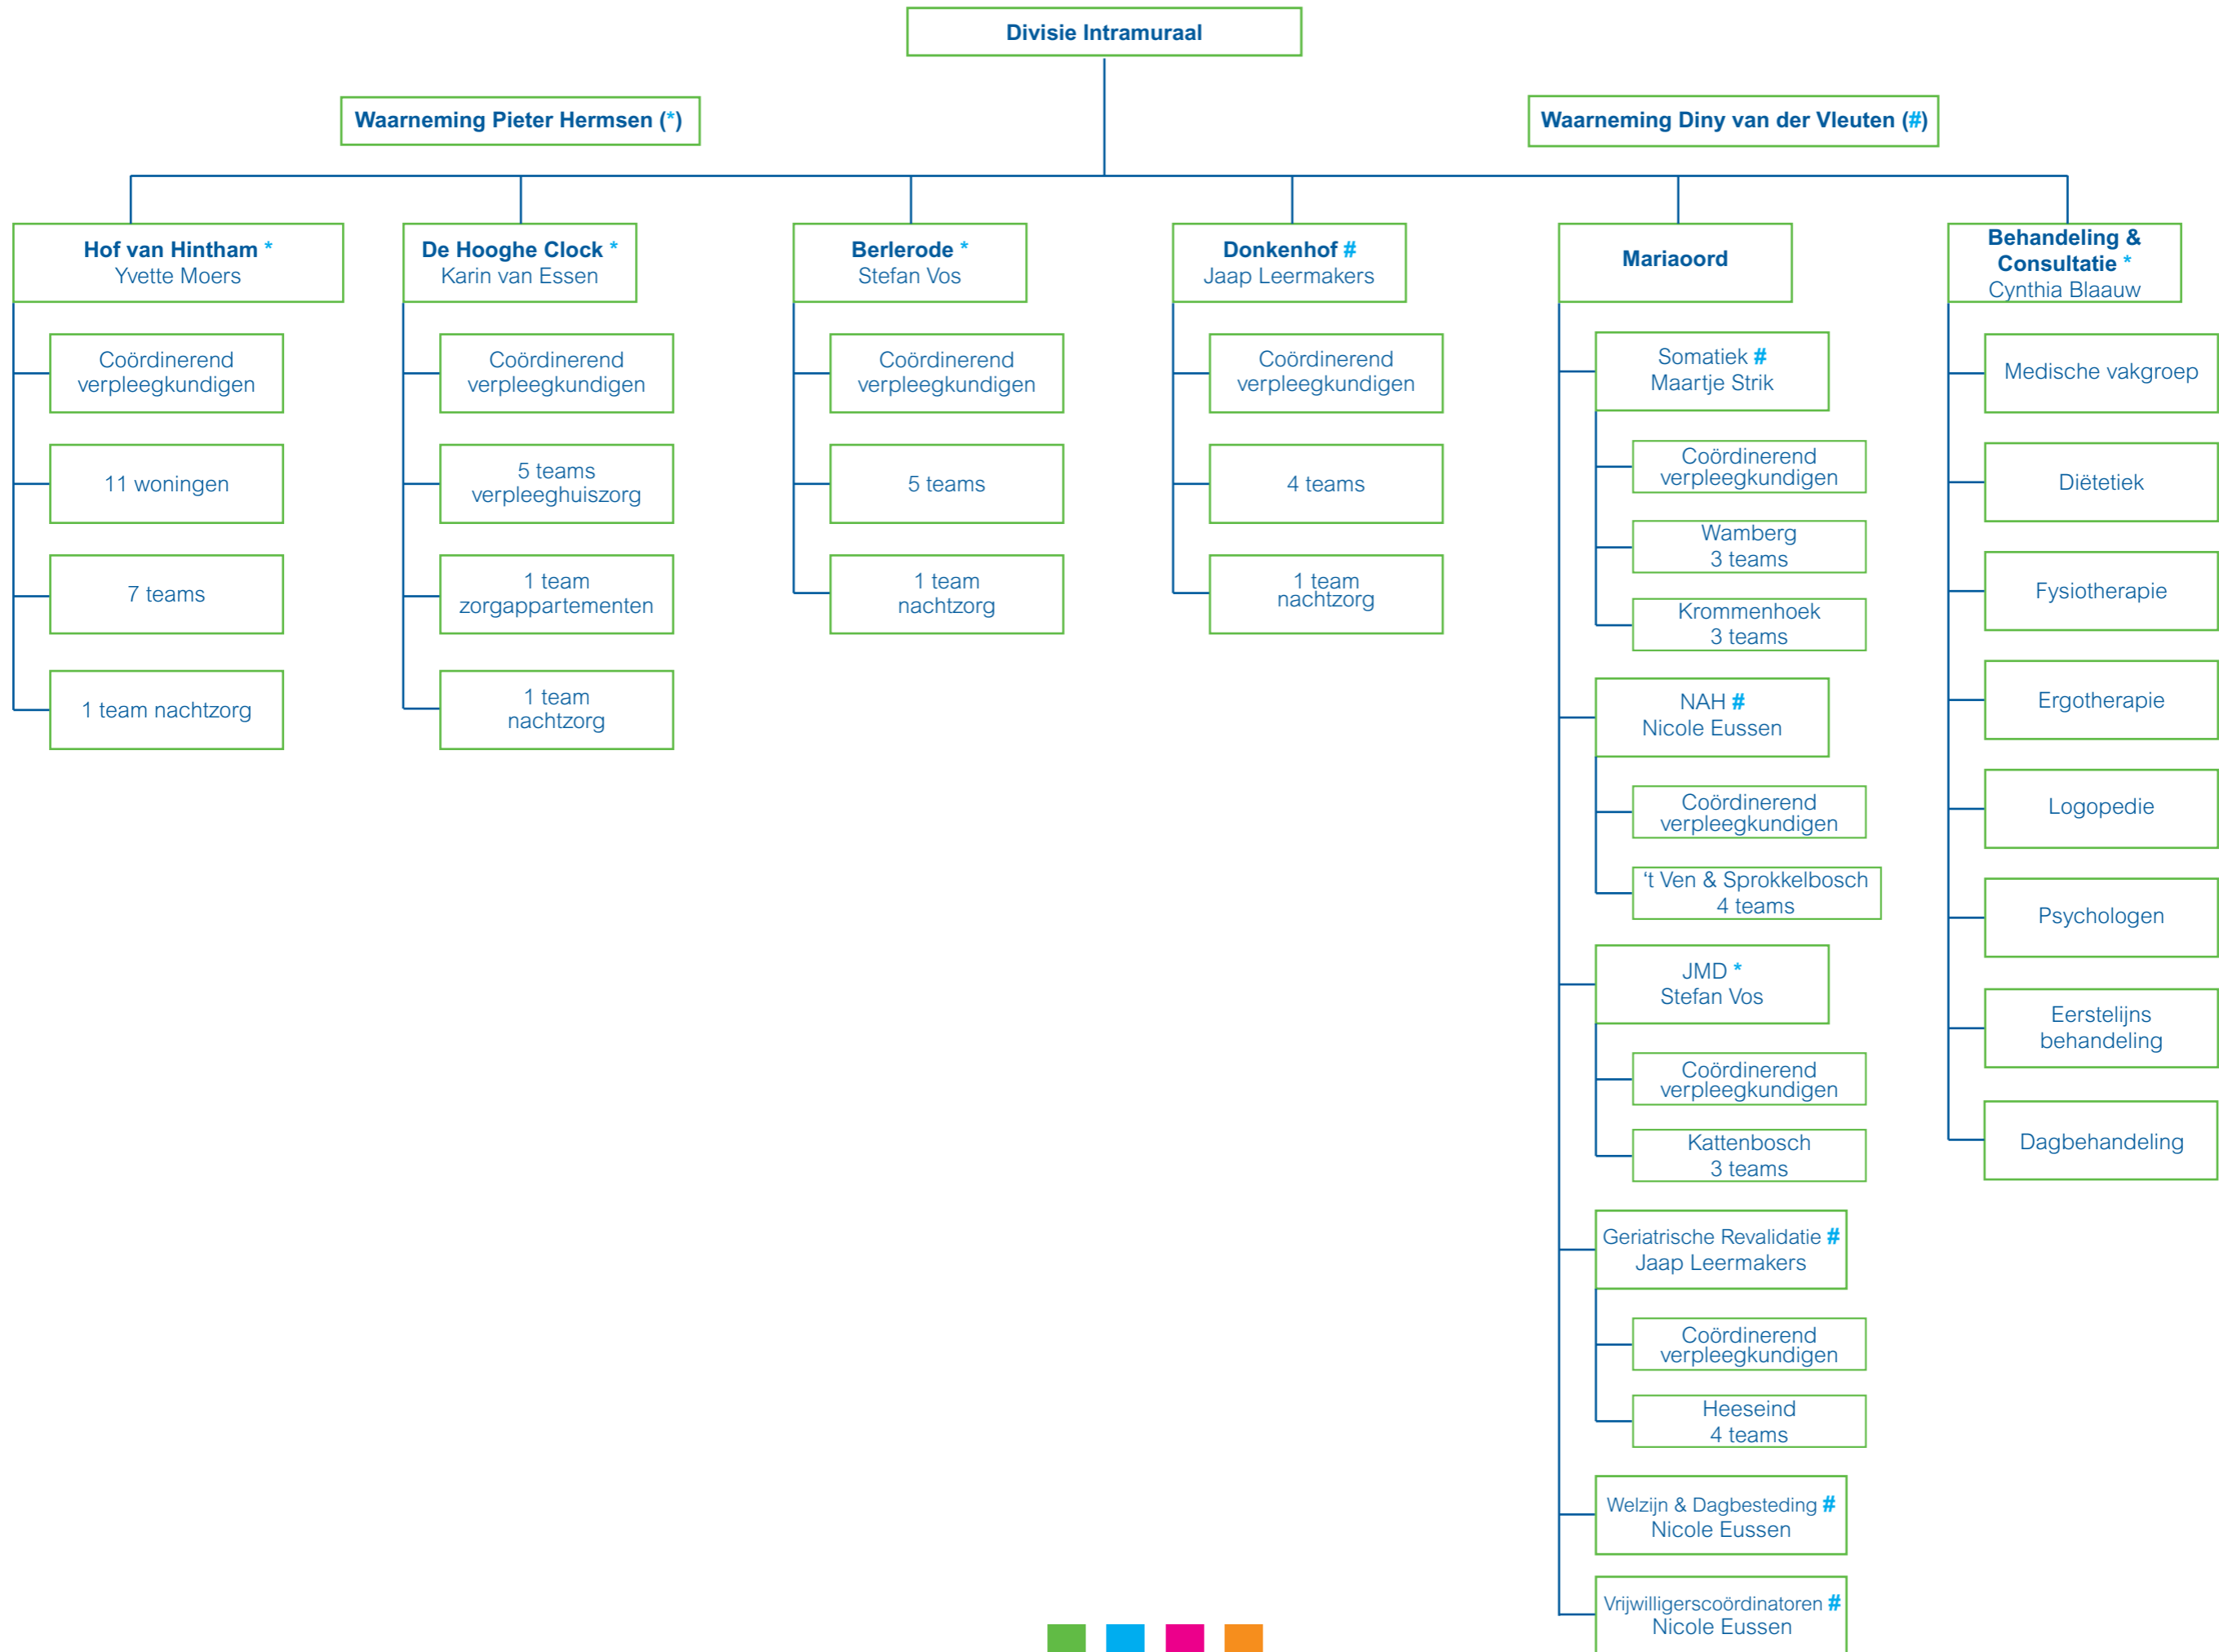 Divisie Intramuraal
Waarneming Pieter Hermsen (*)
Waarneming Diny van der Vleuten (#)
Hof van Hintham *
Yvette Moers
Coördinerend
verpleegkundigen
11 woningen
7 teams
1 team nachtzorg
De Hooghe Clock *
Karin van Essen
Coördinerend
verpleegkundigen
5 teams
verpleeghuiszorg
1 team
zorgappartementen
1 team
nachtzorg
Berlerode *
Stefan Vos
Coördinerend
verpleegkundigen
5 teams
1 team
nachtzorg
Donkenhof #
Jaap Leermakers
Coördinerend
verpleegkundigen
4 teams
1 team
nachtzorg
Mariaoord
Somatiek #
Maartje Strik
Coördinerend
verpleegkundigen
Wamberg
3 teams
Krommenhoek
3 teams
NAH #
Nicole Eussen
Coördinerend
verpleegkundigen
‘t Ven & Sprokkelbosch
4 teams
JMD *
Stefan Vos
Coördinerend
verpleegkundigen
Kattenbosch
3 teams
Geriatrische Revalidatie #
Jaap Leermakers
Coördinerend
verpleegkundigen
Heeseind
4 teams
Welzijn & Dagbesteding #
Nicole Eussen
Vrijwilligerscoördinatoren #
Nicole Eussen
Behandeling &
Consultatie *
Cynthia Blaauw
Medische vakgroep
Diëtetiek
Fysiotherapie
Ergotherapie
Logopedie
Psychologen
Eerstelijns
behandeling
Dagbehandeling